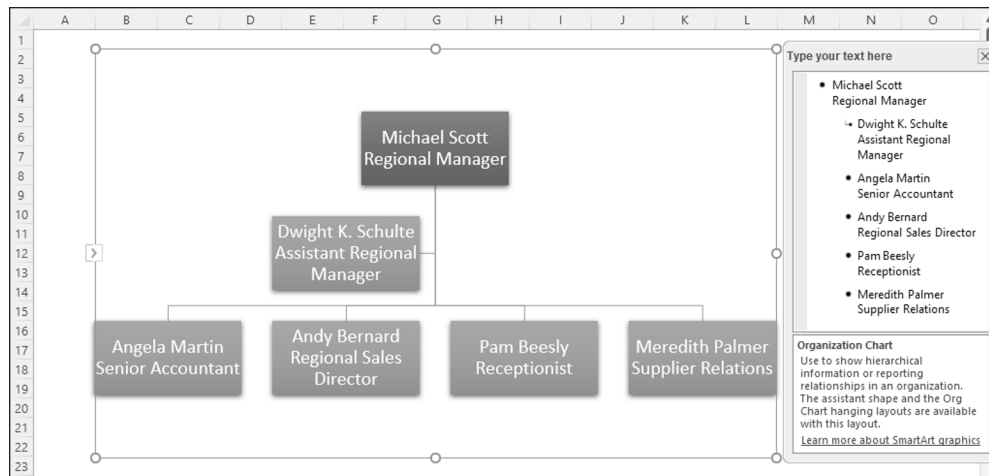 A B C D E F G H I J K L M N O
1
2
3
4
5
6
7
8
9
10
11
12
13
14
15
16
17
18
19
20
21
22
23
Michael Scott
Regional Manager
Dwight K. Schulte
Assistant Regional
Manager
Angela Martin
Senior Accountant
Andy Bernard
Regional Sales
Director
Pam Beesly
Receptionist
Meredith Palmer
Supplier Relations
Type your text here
Michael Scott
Regional Manager
Dwight K. Schulte
Assistant Regional
Manager
Angela Martin
Senior Accountant
Andy Bernard
Regional Sales Director
Pam Beesly
Receptionist
Meredith Palmer
Supplier Relations
Organization Chart
Use to show hierarchical
information or reporting
relationships in an organization.
The assistant shape and the Org
Chart hanging layouts are available
with this layout.
Learn more about SmartArt graphics